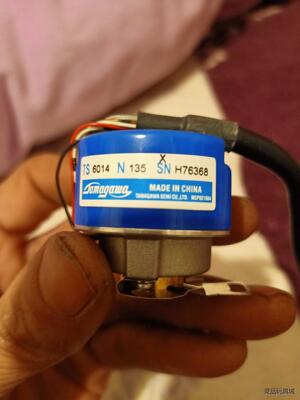 X
TS 6014 N 135 SN H76368
Tamagawa
MADE IN CHINA
TAMAGAWA SEIKI CO.,LTD.